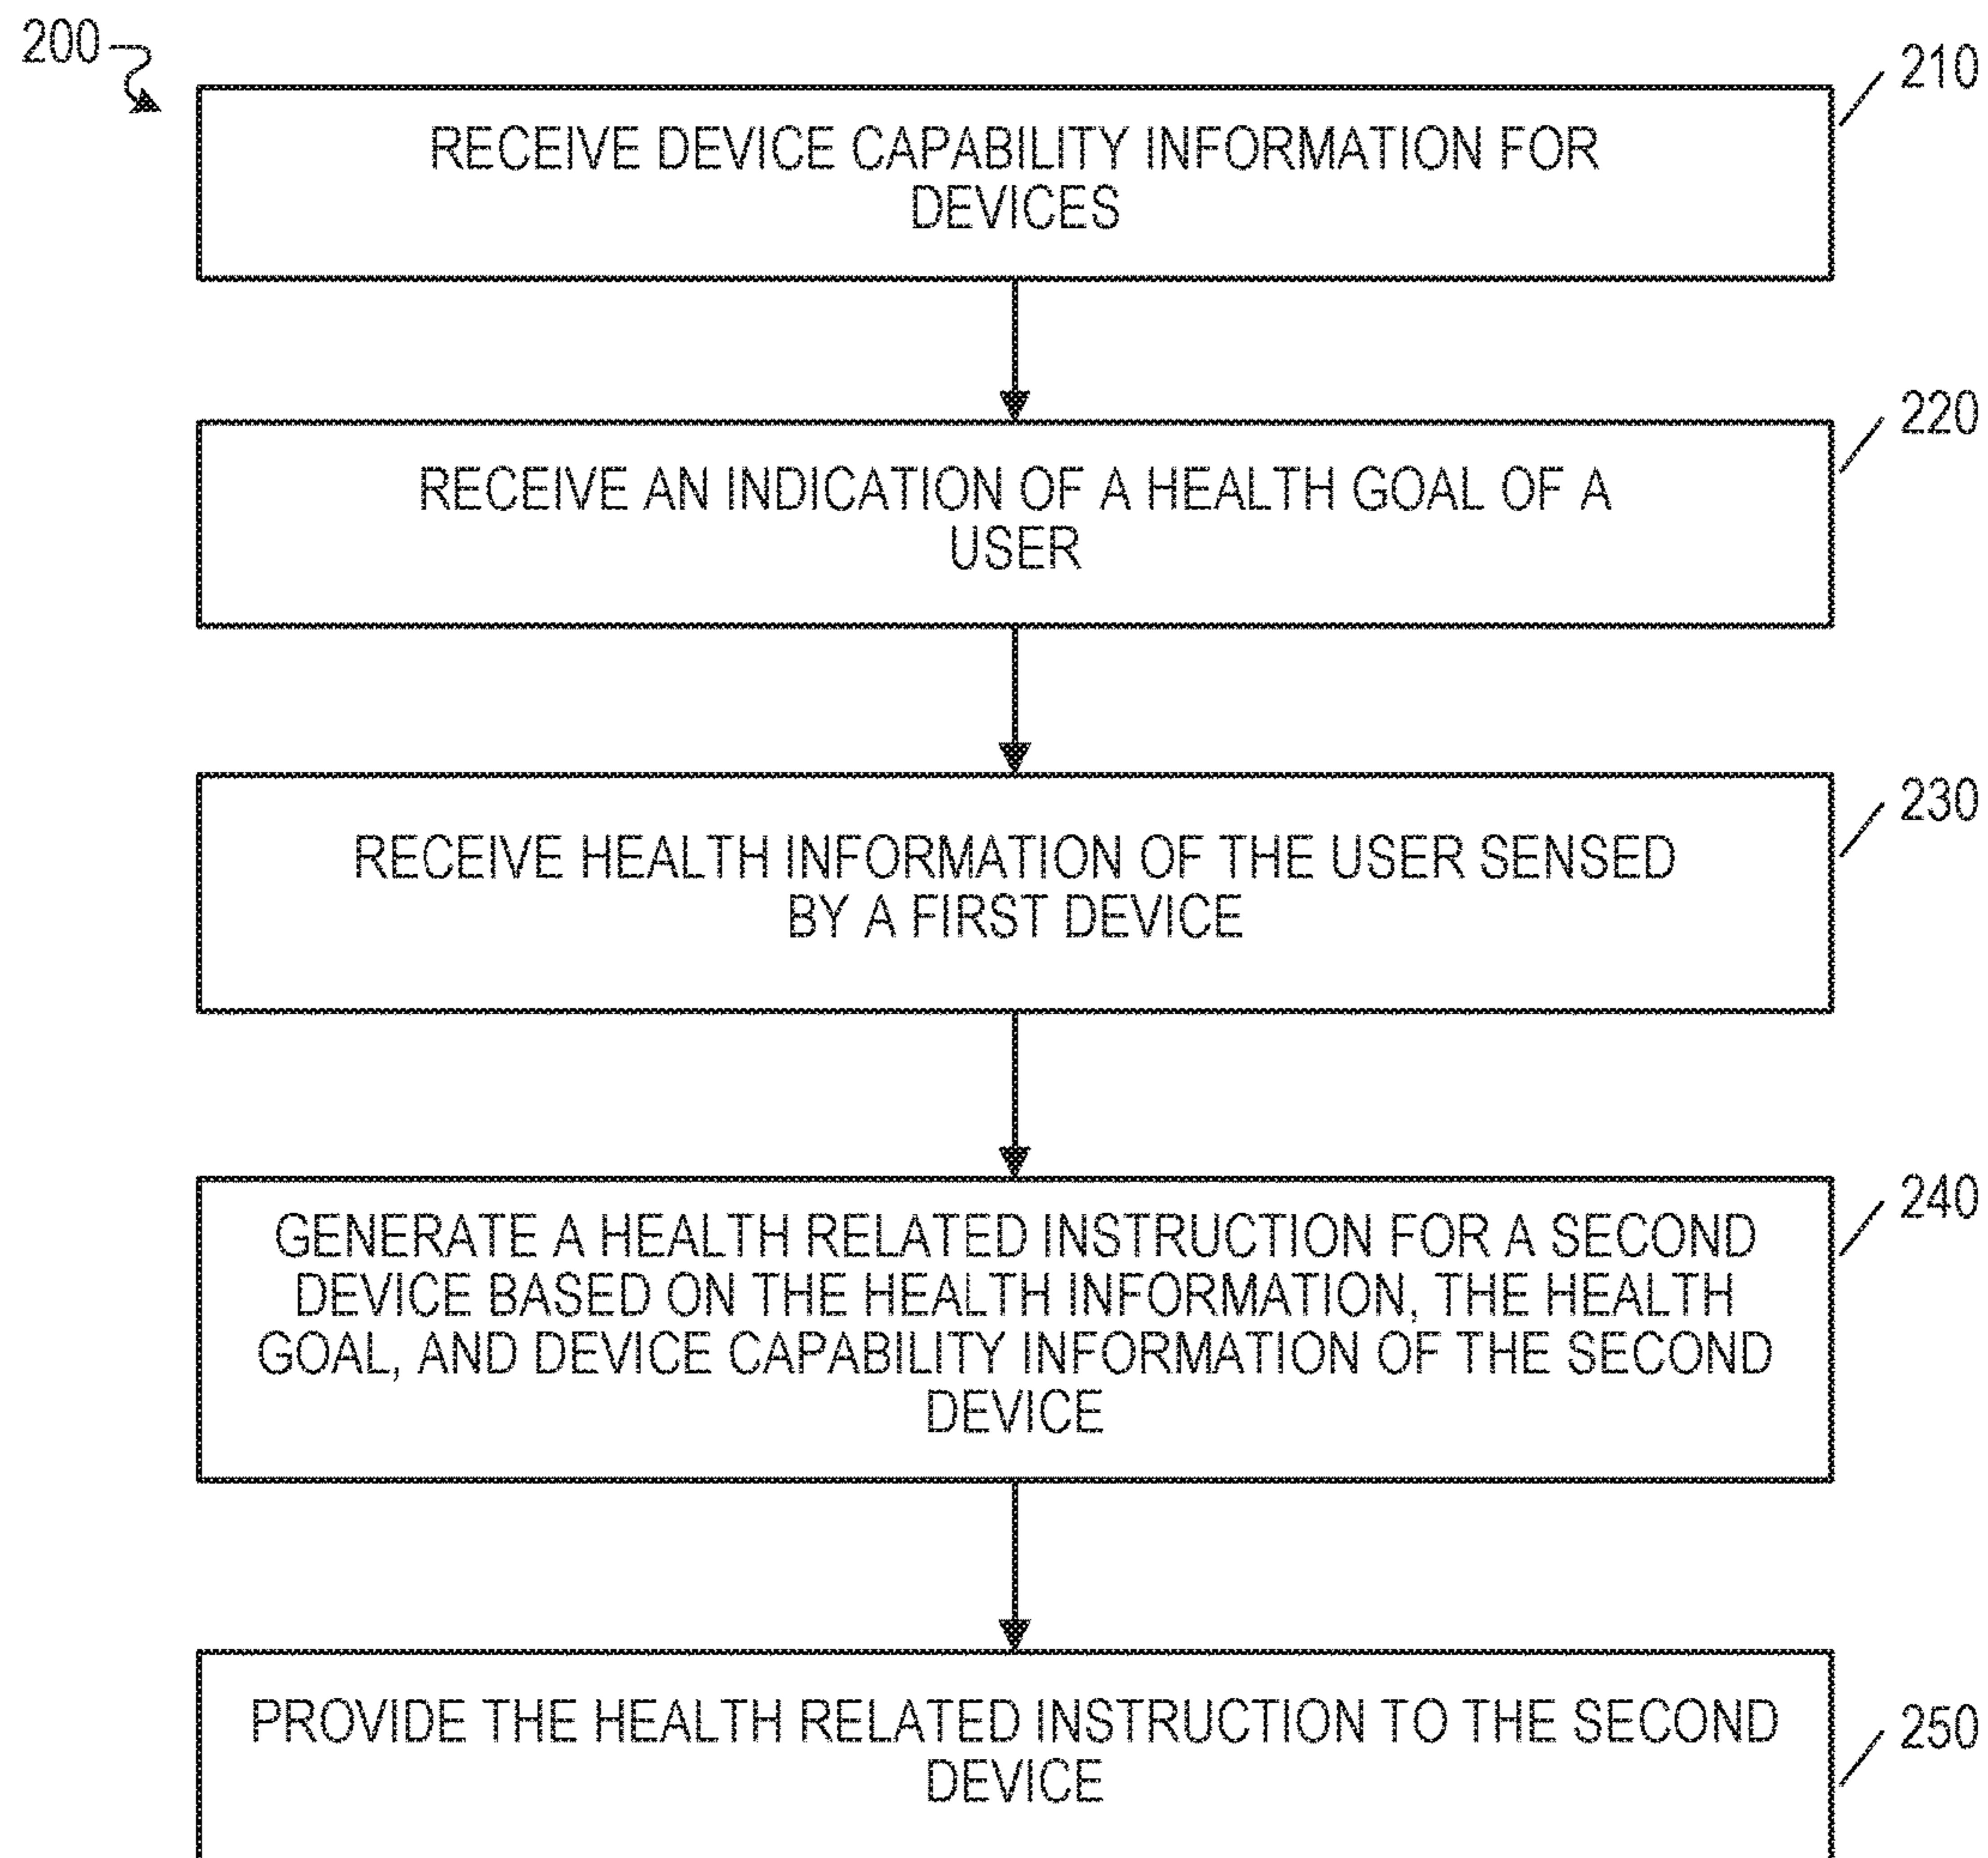 200
210
RECEIVE DEVICE CAPABILITY INFORMATION FOR
DEVICES
220
RECEIVE AN INDICATION OF A HEALTH GOAL OF A
USER
230
RECEIVE HEALTH INFORMATION OF THE USER SENSED
BY A FIRST DEVICE
240
GENERATE A HEALTH RELATED INSTRUCTION FOR A SECOND
DEVICE BASED ON THE HEALTH INFORMATION, THE HEALTH
GOAL, AND DEVICE CAPABILITY INFORMATION OF THE SECOND
DEVICE
250
PROVIDE THE HEALTH RELATED INSTRUCTION TO THE SECOND
DEVICE